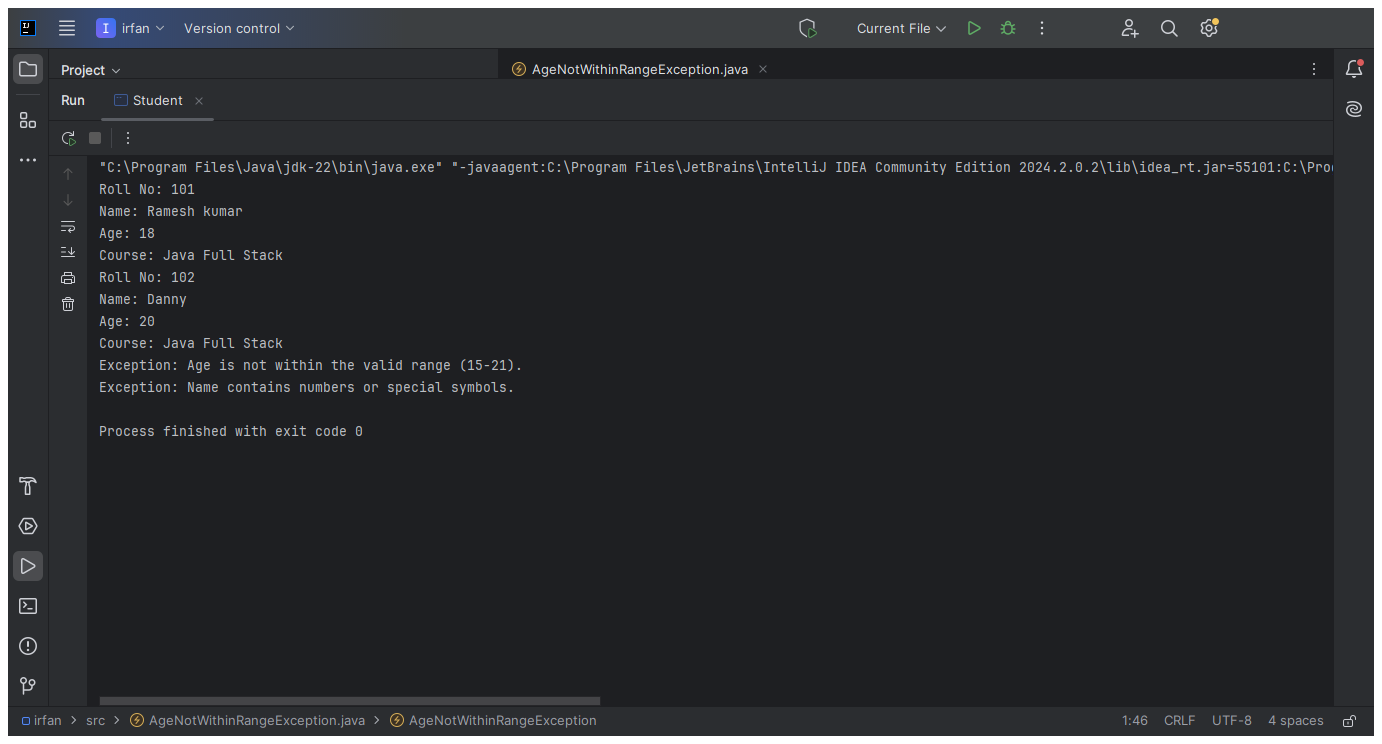 I irfan Version control Current File
Project
AgeNotWithinRangeException.java
Run Student
"C:\Program Files\Java\jdk-22\bin\java.exe" "-javaagent:C:\Program Files\JetBrains\IntelliJ IDEA Community Edition 2024.2.0.2\lib\idea_rt.jar=55101:C:\Pro
Roll No: 101
Name: Ramesh kumar
Age: 18
Course: Java Full Stack
Roll No: 102
Name: Danny
Age: 20
Course: Java Full Stack
Exception: Age is not within the valid range (15-21).
Exception: Name contains numbers or special symbols.
Process finished with exit code 0
irfan > src > AgeNotWithinRangeException.java > AgeNotWithinRangeException 1:46 CRLF UTF-8 4 spaces